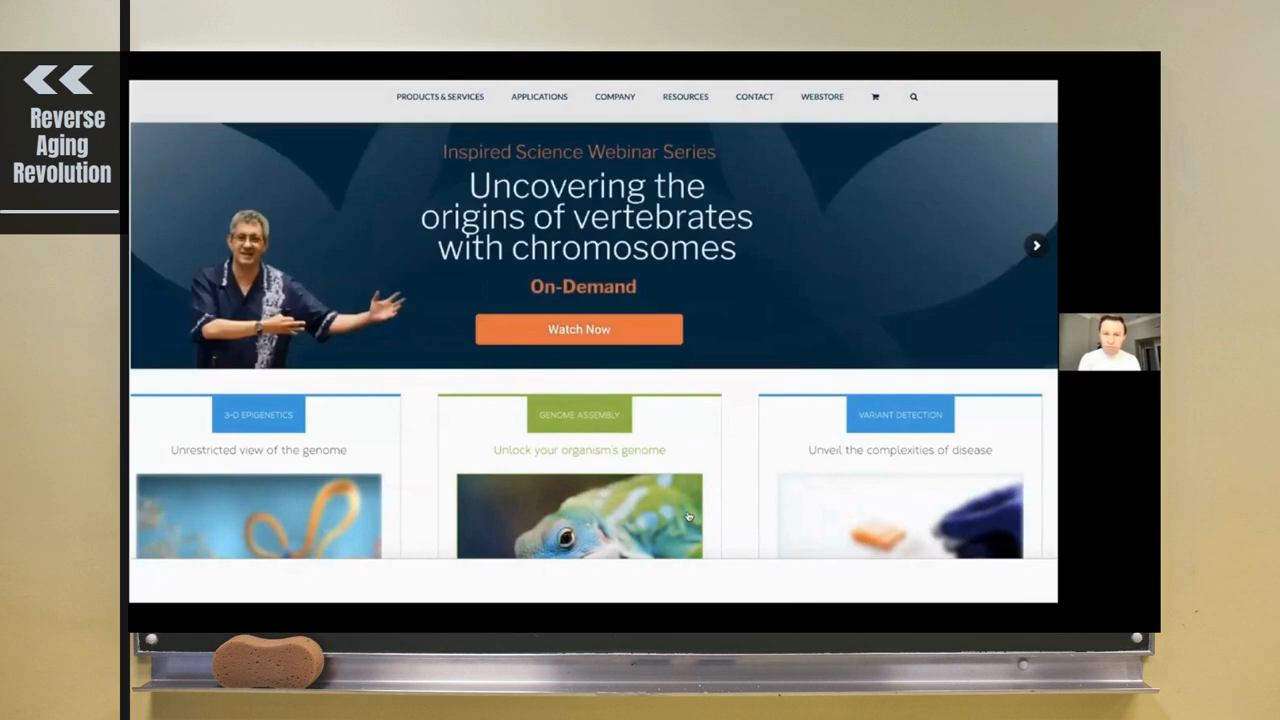 Reverse
Aging
Revolution
PRODUCTS & SERVICES APPLICATIONS COMPANY RESOURCES CONTACT WEBSTORE
Inspired Science Webinar Series
Uncovering the
origins of vertebrates
with chromosomes
On-Demand
Watch Now
3-D EPIGENETICS GENOME ASSEMBLY VARIANT DETECTION
Unrestricted view of the genome Unlock your organism's genome Unveil the complexities of disease